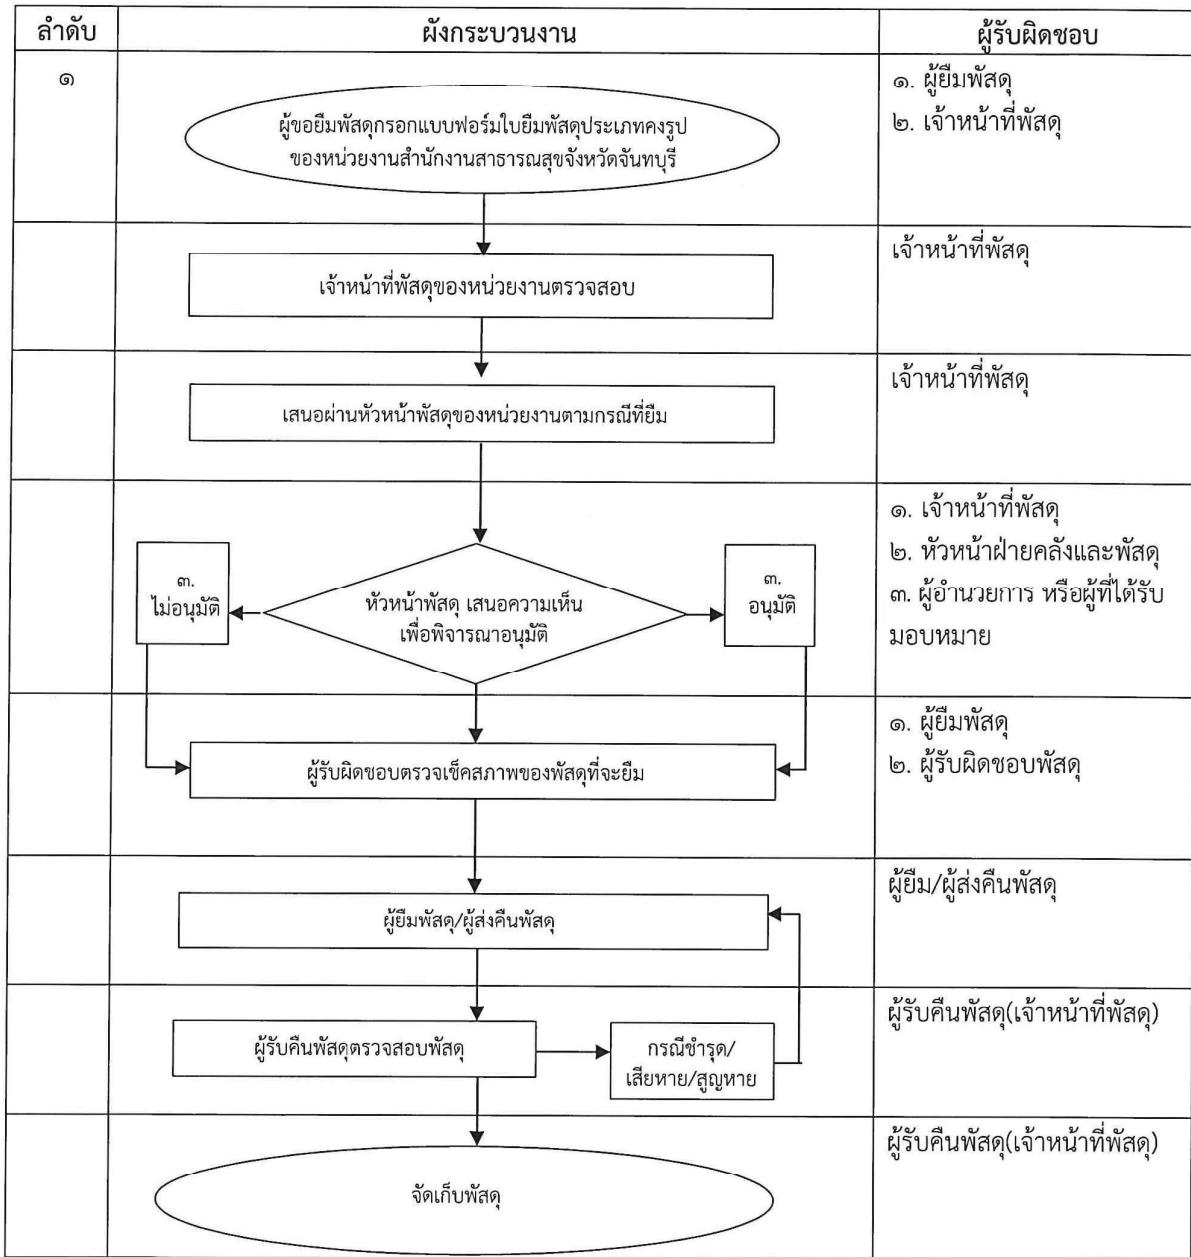 ลำดับ
ผังกระบวนงาน
ผู้รับผิดชอบ
๑
ผู้ขอยืมพัสดุกรอกแบบฟอร์มใบยืมพัสดุประเภทคงรูป
ของหน่วยงานสำนักงานสาธารณสุขจังหวัดจันทบุรี
๑. ผู้ยืมพัสดุ
๒. เจ้าหน้าที่พัสดุ
เจ้าหน้าที่พัสดุของหน่วยงานตรวจสอบ
เจ้าหน้าที่พัสดุ
เสนอผ่านหัวหน้าพัสดุของหน่วยงานตามกรณีที่ยืม
เจ้าหน้าที่พัสดุ
๓.
ไม่อนุมัติ
หัวหน้าพัสดุ เสนอความเห็น
เพื่อพิจารณาอนุมัติ
๓.
อนุมัติ
๑. เจ้าหน้าที่พัสดุ
๒. หัวหน้าฝ่ายคลังและพัสดุ
๓. ผู้อำนวยการ หรือผู้ที่ได้รับ
มอบหมาย
ผู้รับผิดชอบตรวจเช็คสภาพของพัสดุที่จะยืม
๑. ผู้ยืมพัสดุ
๒. ผู้รับผิดชอบพัสดุ
ผู้ยืมพัสดุ/ผู้ส่งคืนพัสดุ
ผู้ยืม/ผู้ส่งคืนพัสดุ
ผู้รับคืนพัสดุตรวจสอบพัสดุ
กรณีชำรุด/
เสียหาย/สูญหาย
ผู้รับคืนพัสดุ(เจ้าหน้าที่พัสดุ)
จัดเก็บพัสดุ
ผู้รับคืนพัสดุ(เจ้าหน้าที่พัสดุ)